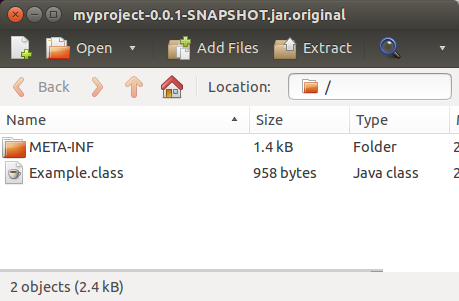 myproject-0.0.1-SNAPSHOT.jar.original
Open Add Files Extract
Back Location: /
Name Size Type
META-INF 1.4 kB Folder
Example.class 958 bytes Java class
2 objects (2.4 kB)